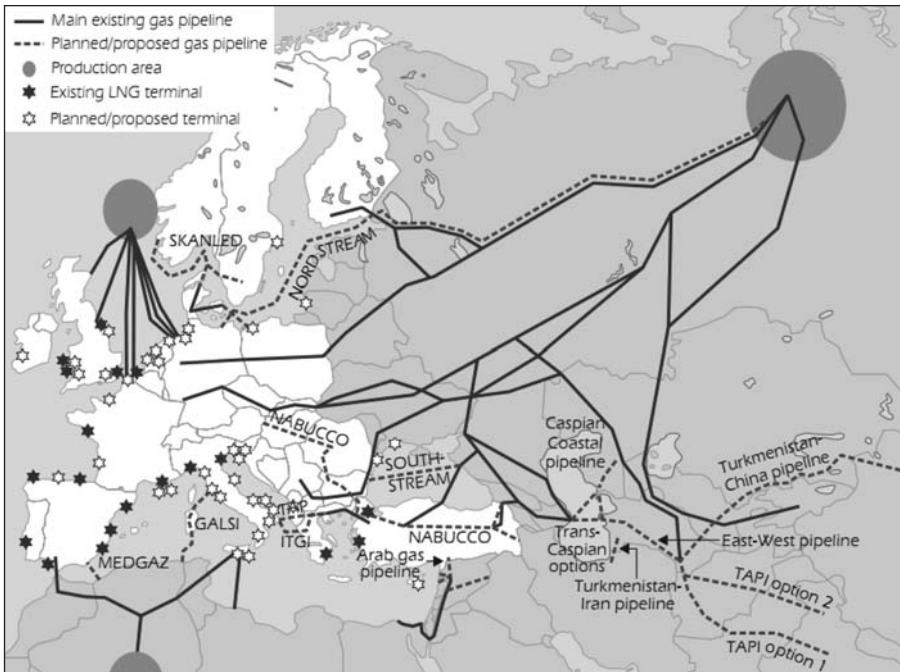 Main existing gas pipeline
Planned/proposed gas pipeline
Production area
Existing LNG terminal
Planned/proposed terminal
SKANLED
NORD STREAM
NABUCCO
SOUTH-
STREAM
Caspian
Coastal
pipeline
Turkmenistan-
China pipeline
TAP
ITGI
GALSI
MEDGAZ
NABUCCO
Arab gas
pipeline
Trans-
Caspian
options
East-West pipeline
Turkmenistan-
Iran pipeline
TAPI option 2
TAPI option 1